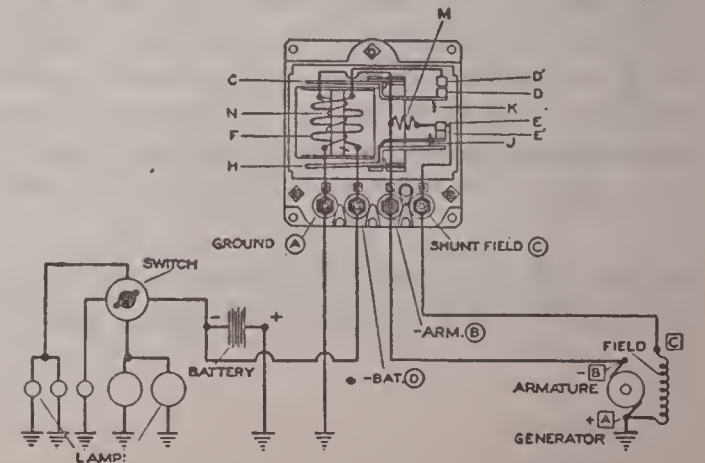 M
C
N
F
H
D'
D
K
E
E'
J
GROUND A
SHUNT FIELD C
SWITCH
- +
BATTERY
-ARM. B
-BAT. D
FIELD C
- B
ARMATURE
+ A
GENERATOR
LAMP: